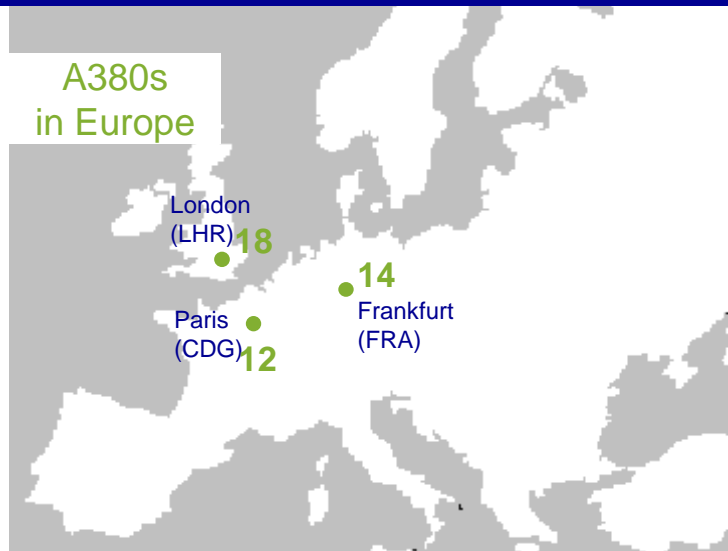 A380s
in Europe
London
(LHR)
18
14
Frankfurt
(FRA)
Paris
(CDG)
12